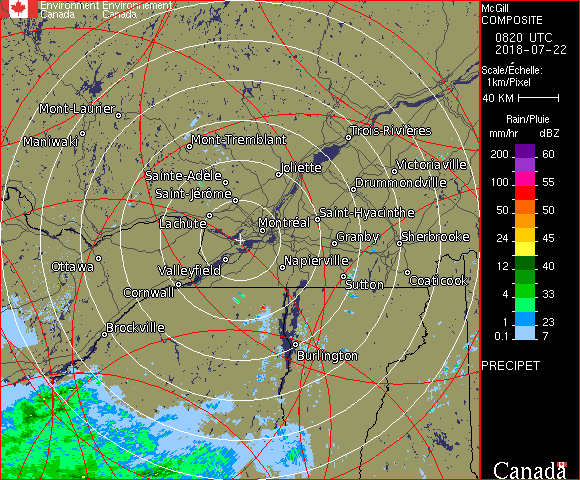 Environment Environnement
Canada Canada
McGill
COMPOSITE
0820 UTC
2018-07-22
Scale/Échelle:
1km/Pixel
40 KM
Rain/Pluie
mm/hr dBZ
200 60
150 57
100 55
50 50
24 45
12 40
4 33
1 23
0.1 7
PRECIPET
Canada
Mont-Laurier
Maniwaki
Mont-Tremblant
Trois-Rivières
Sainte-Adèle
Joliette
Victoriaville
Saint-Jérôme
Drummondville
Lachute
Montréal
Saint-Hyacinthe
Granby
Sherbrooke
Ottawa
Valleyfield
Napierville
Cornwall
Sutton
Coaticook
Brockville
Burlington